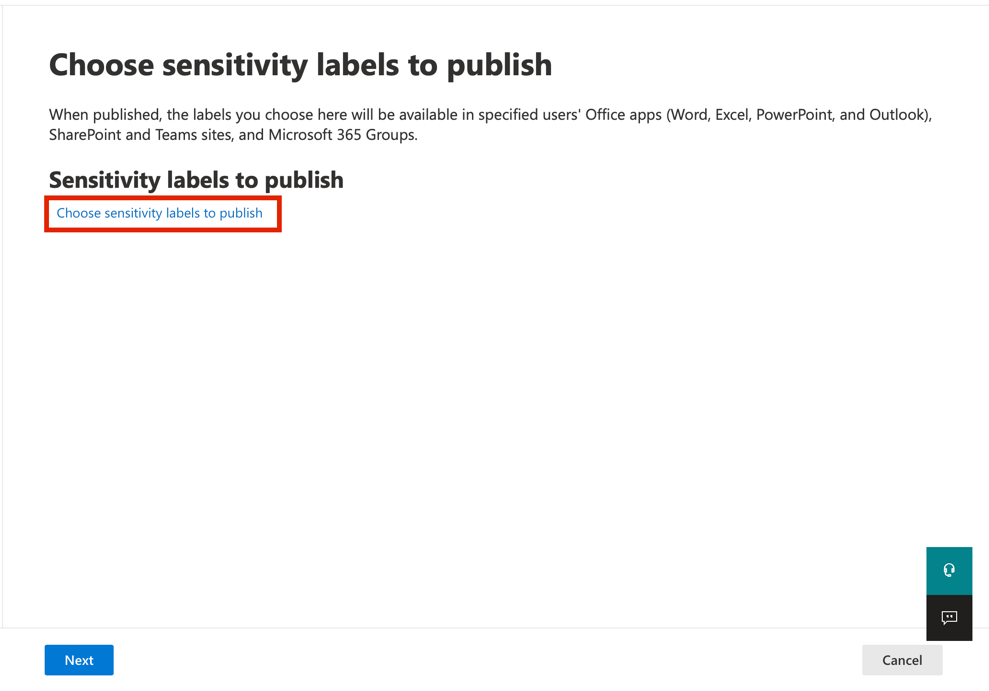 Choose sensitivity labels to publish
When published, the labels you choose here will be available in specified users' Office apps (Word, Excel, PowerPoint, and Outlook),
SharePoint and Teams sites, and Microsoft 365 Groups.
Sensitivity labels to publish
Choose sensitivity labels to publish
Next
Cancel